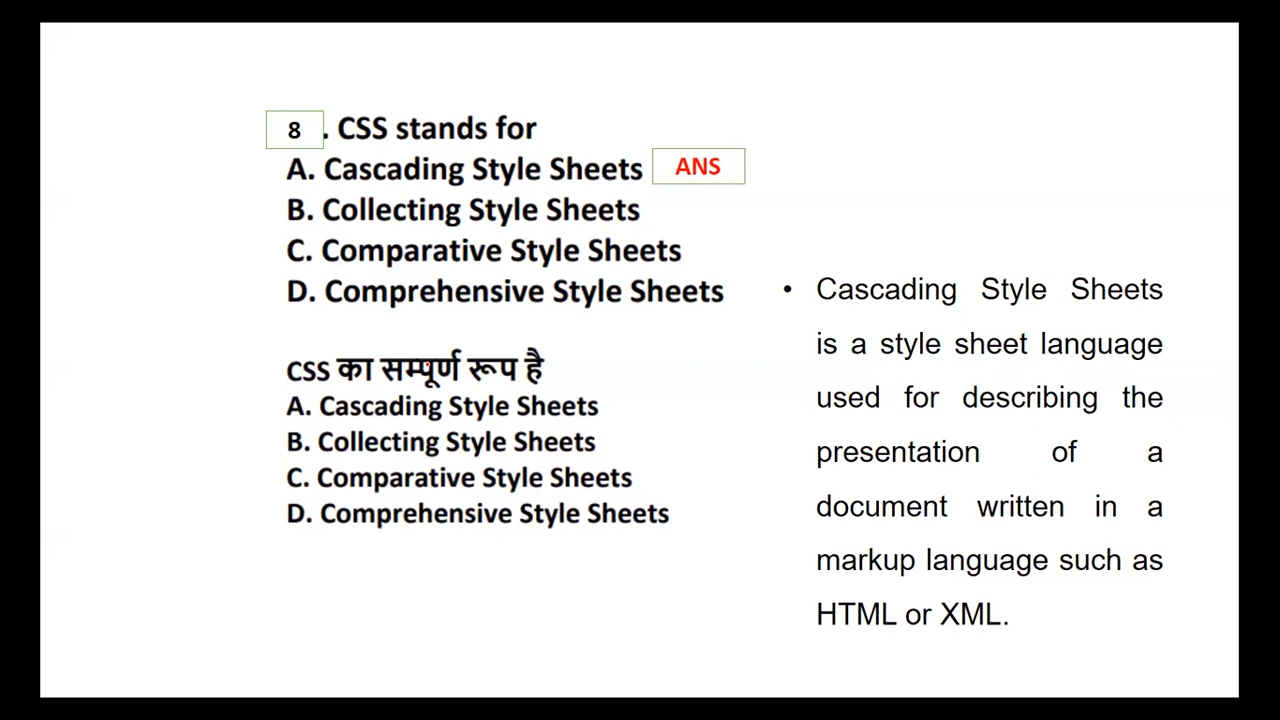 8 . CSS stands for
A. Cascading Style Sheets ANS
B. Collecting Style Sheets
C. Comparative Style Sheets
D. Comprehensive Style Sheets
CSS का सम्पूर्ण रूप है
A. Cascading Style Sheets
B. Collecting Style Sheets
C. Comparative Style Sheets
D. Comprehensive Style Sheets
• Cascading Style Sheets
is a style sheet language
used for describing the
presentation of a
document written in a
markup language such as
HTML or XML.